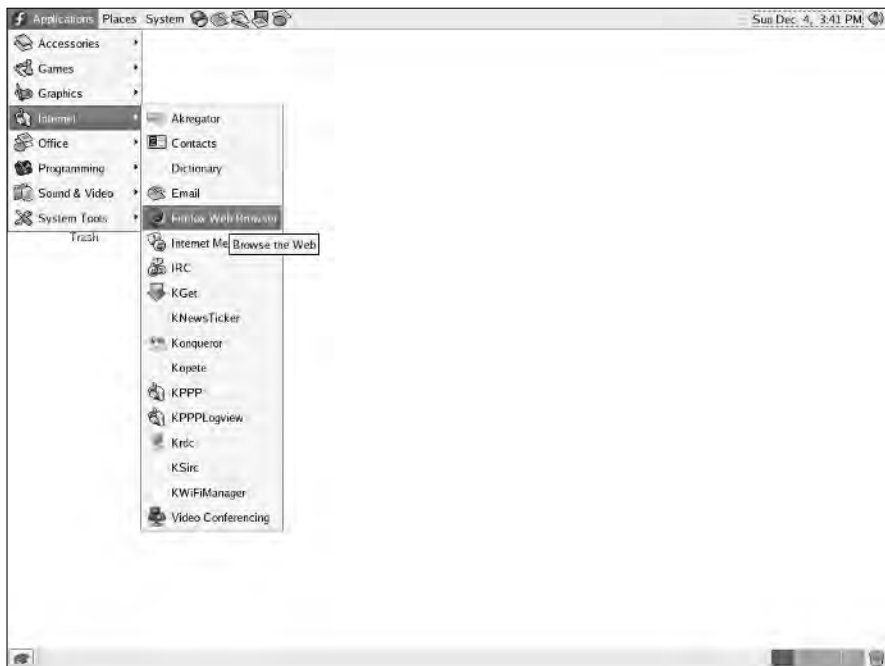 Applications Places System Sun Dec 4, 3:41 PM
Accessories
Games
Graphics
Internet
Office
Programming
Sound & Video
System Tools
Trash
Akregator
Contacts
Dictionary
Email
Firefox Web Browser
Internet Me
Browse the Web
IRC
KGet
KNewsTicker
Konqueror
Kopete
KPPP
KPPPLogview
Krdc
KSirc
KWiFiManager
Video Conferencing